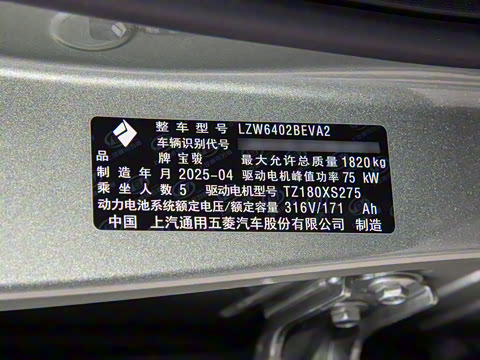 整车型号 LZW6402BEVA2
车辆识别代号
品牌 宝骏 最大允许总质量 1820 kg
制造年月 2025-04 驱动电机峰值功率 75 kW
乘坐人数 5 驱动电机型号 TZ180XS275
动力电池系统额定电压/额定容量 316V/171 Ah
中国 上汽通用五菱汽车股份有限公司 制造